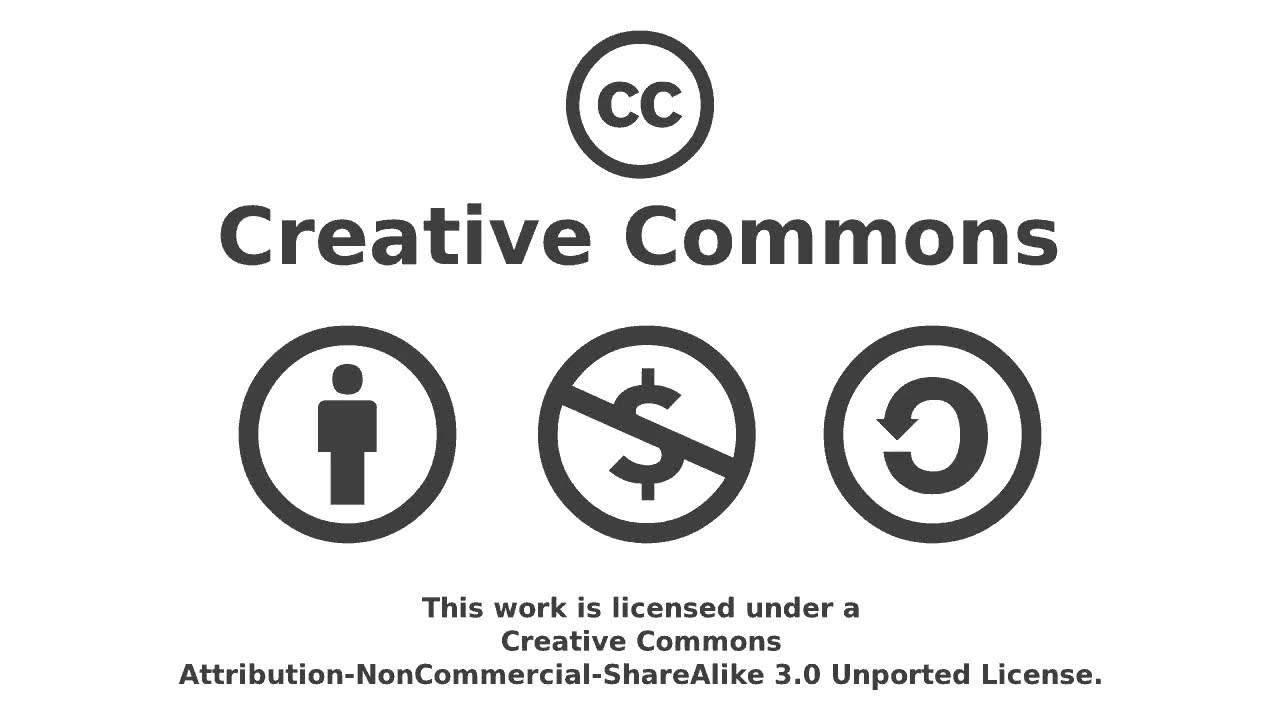 cc
Creative Commons
$
This work is licensed under a
Creative Commons
Attribution-NonCommercial-ShareAlike 3.0 Unported License.